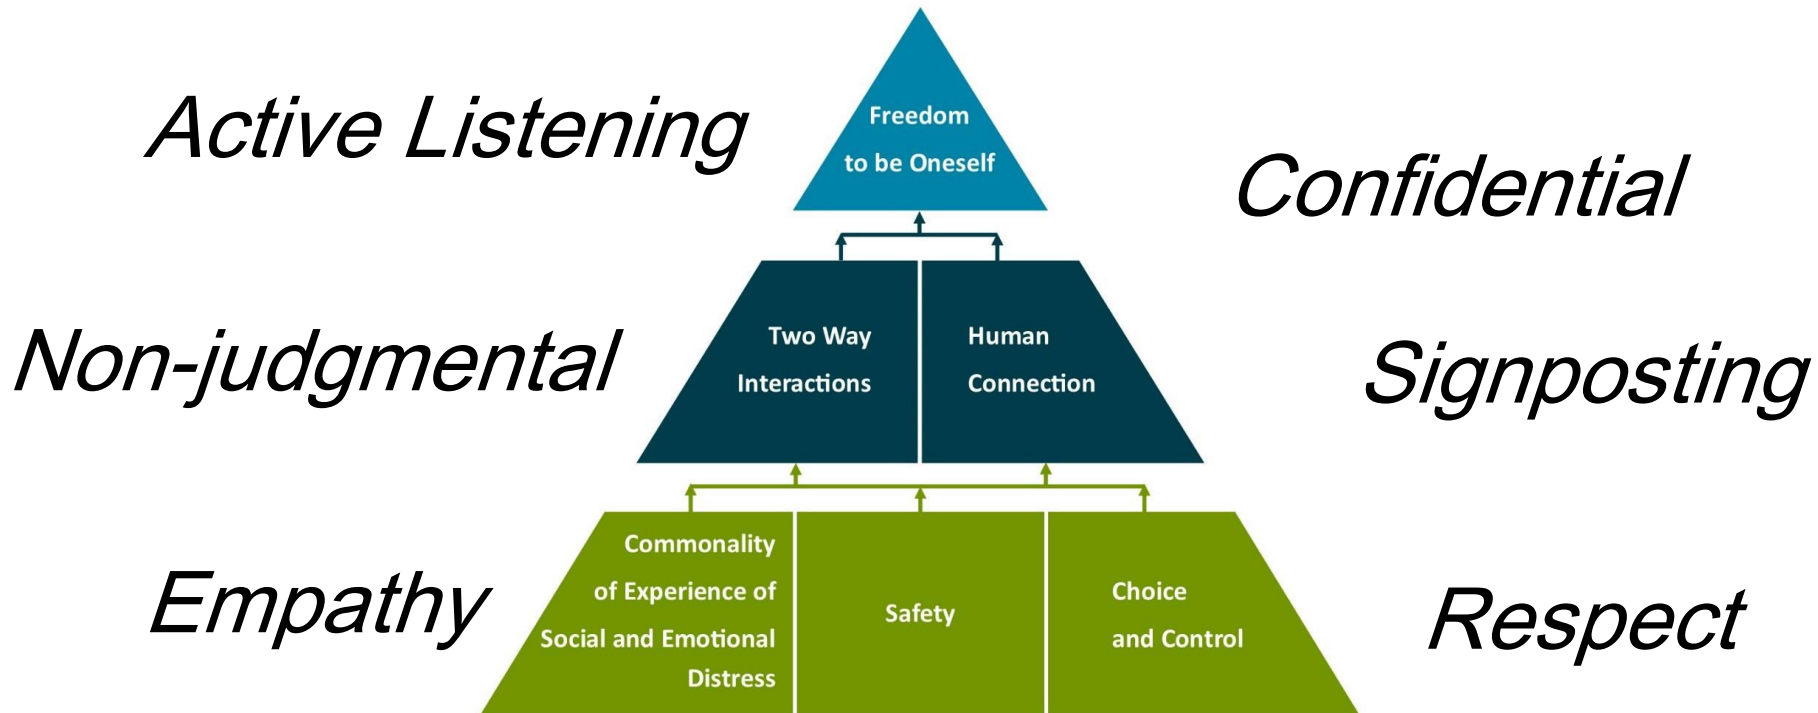 Active Listening
Freedom
to be Oneself
Confidential
Non-judgmental
Two Way
Interactions
Human
Connection
Signposting
Empathy
Commonality
of Experience of
Social and Emotional
Distress
Safety
Choice
and Control
Respect